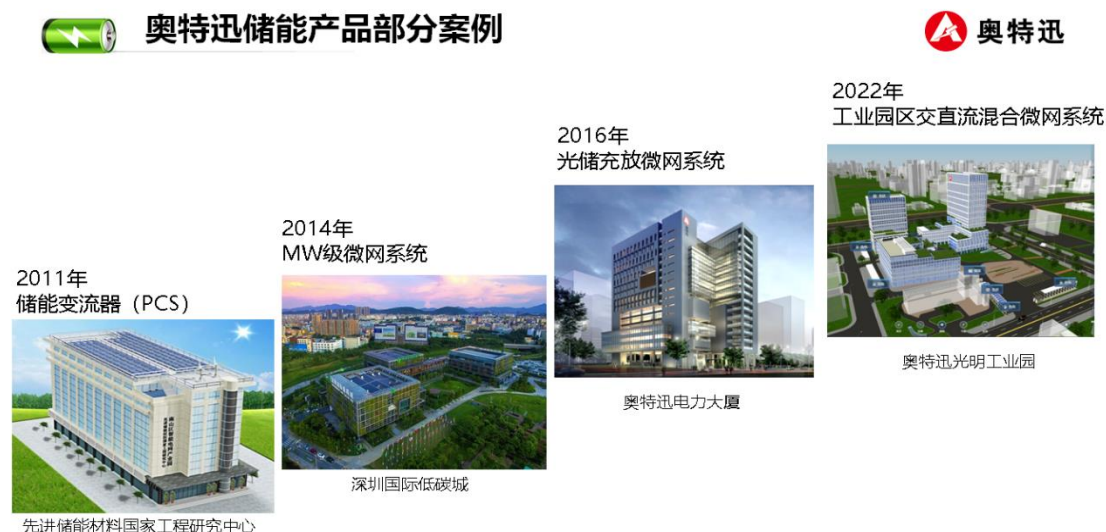 奥特迅储能产品部分案例
奥特迅
2022年
工业园区交直流混合微网系统
2016年
光储充放微网系统
2014年
MW级微网系统
2011年
储能变流器（PCS）
奥特迅光明工业园
奥特迅电力大厦
深圳国际低碳城
先进储能材料国家工程研究中心